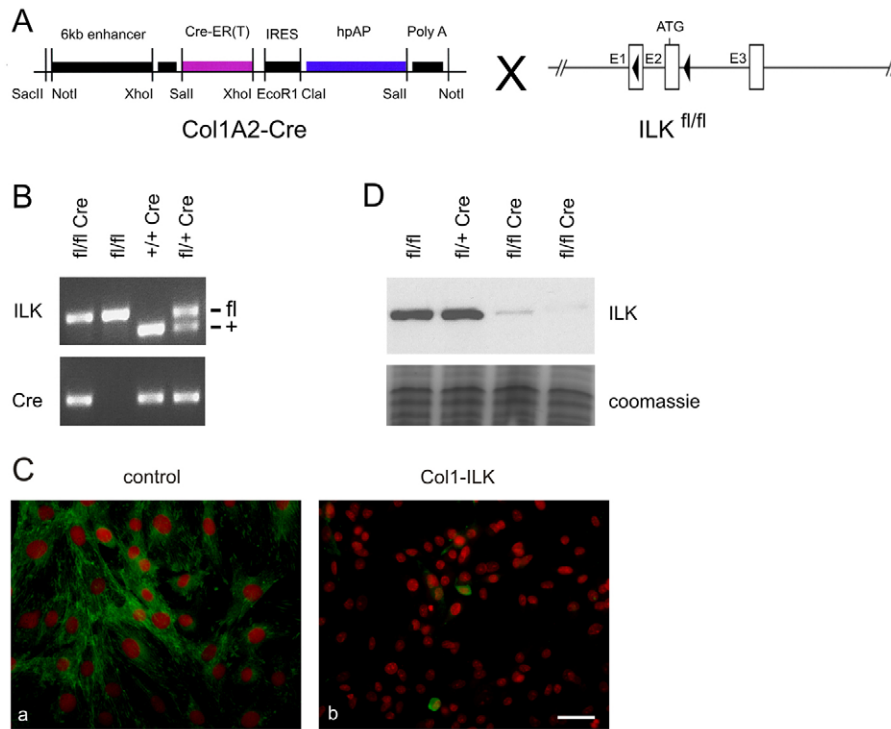 A
6kb enhancer Cre-ER(T) IRES hpAP Poly A
SacII NotI XhoI SalI XhoI EcoR1 ClaI SalI NotI
Col1A2-Cre
X
ATG
E1 E2 E3
ILK fl/fl
B
fl/fl Cre fl/fl +/+ Cre fl/+ Cre
ILK
fl
+
Cre
D
fl/fl fl/+ Cre fl/fl Cre fl/fl Cre
ILK
coomassie
C
control Col1-ILK
a b